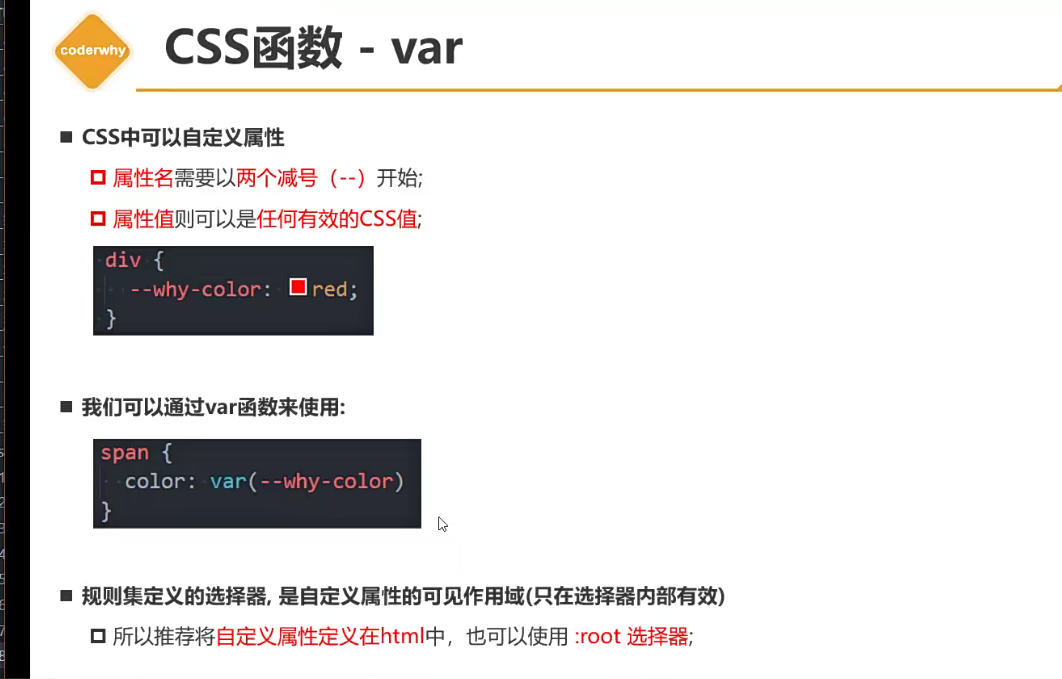 coderwhy
CSS函数 - var
CSS中可以自定义属性
属性名需要以两个减号（--）开始;
属性值则可以是任何有效的CSS值;
div {
--why-color: red;
}
我们可以通过var函数来使用:
span {
color: var(--why-color)
}
规则集定义的选择器, 是自定义属性的可见作用域(只在选择器内部有效)
所以推荐将自定义属性定义在html中，也可以使用 :root 选择器;